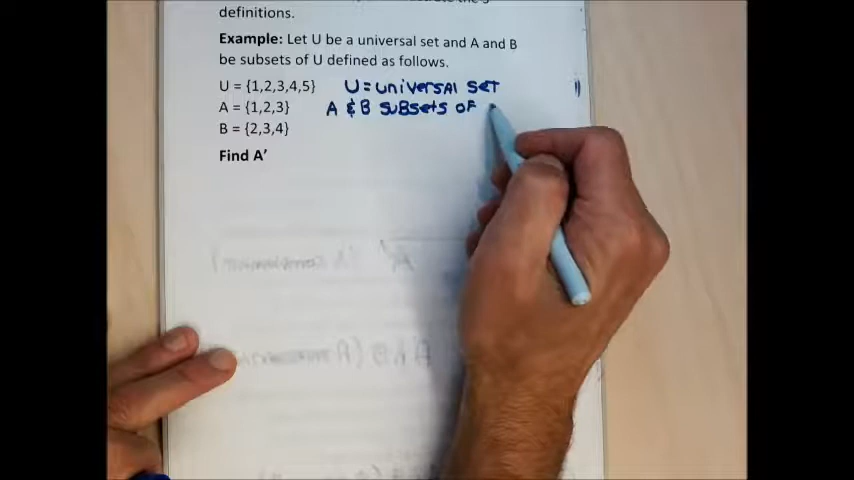 definitions.
Example: Let U be a universal set and A and B
be subsets of U defined as follows.
U = {1,2,3,4,5} U = universal set
A = {1,2,3} A & B subsets of
B = {2,3,4}
Find A'